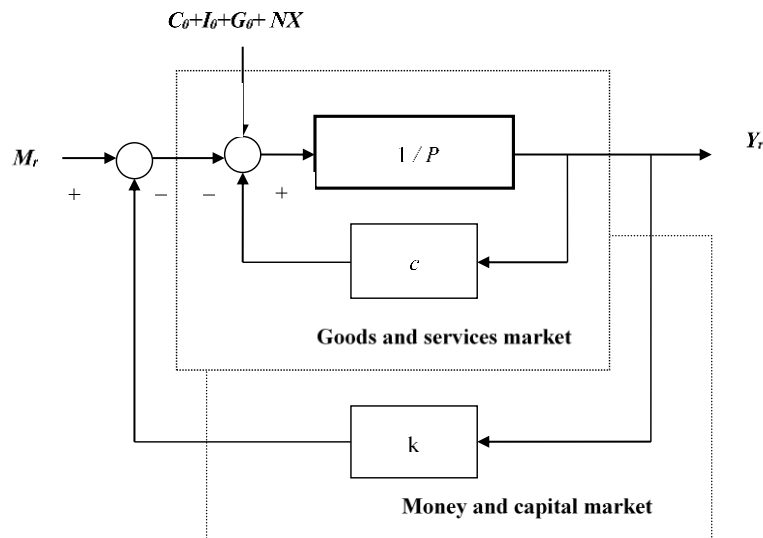 C₀+I₀+G₀+ NX
Mᵣ
1 / P
Yᵣ
+
–
–
+
c
Goods and services market
k
Money and capital market